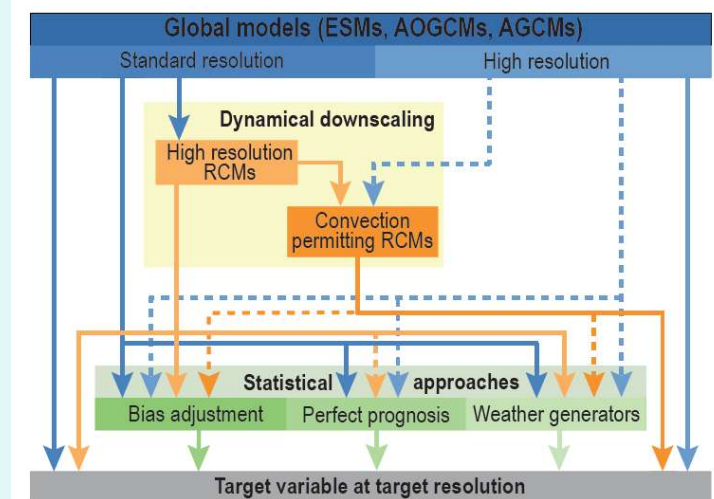 Global models (ESMs, AOGCMs, AGCMs)
Standard resolution
High resolution
Dynamical downscaling
High resolution
RCMs
Convection
permitting RCMs
Statistical approaches
Bias adjustment
Perfect prognosis
Weather generators
Target variable at target resolution